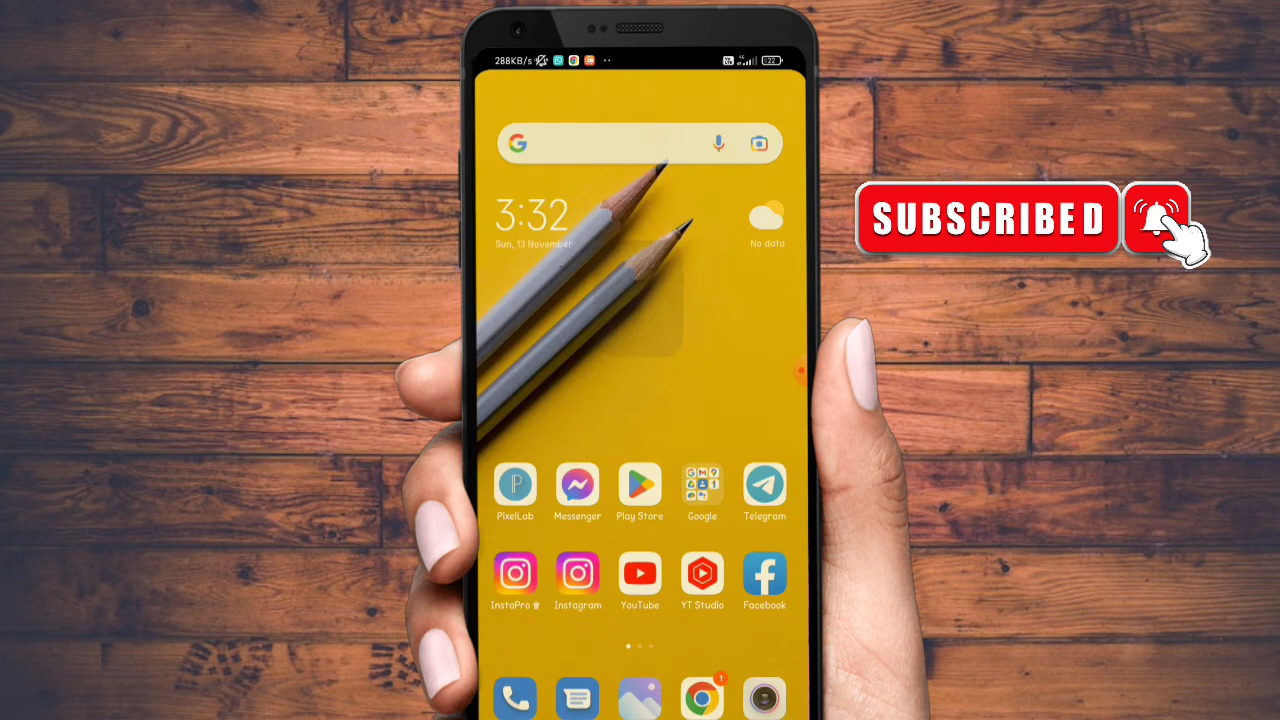 288KB/s
22
3:32
Sun, 13 November
No data
SUBSCRIBED
PixelLab Messenger Play Store Google Telegram
InstaPro Instagram YouTube YT Studio Facebook
1